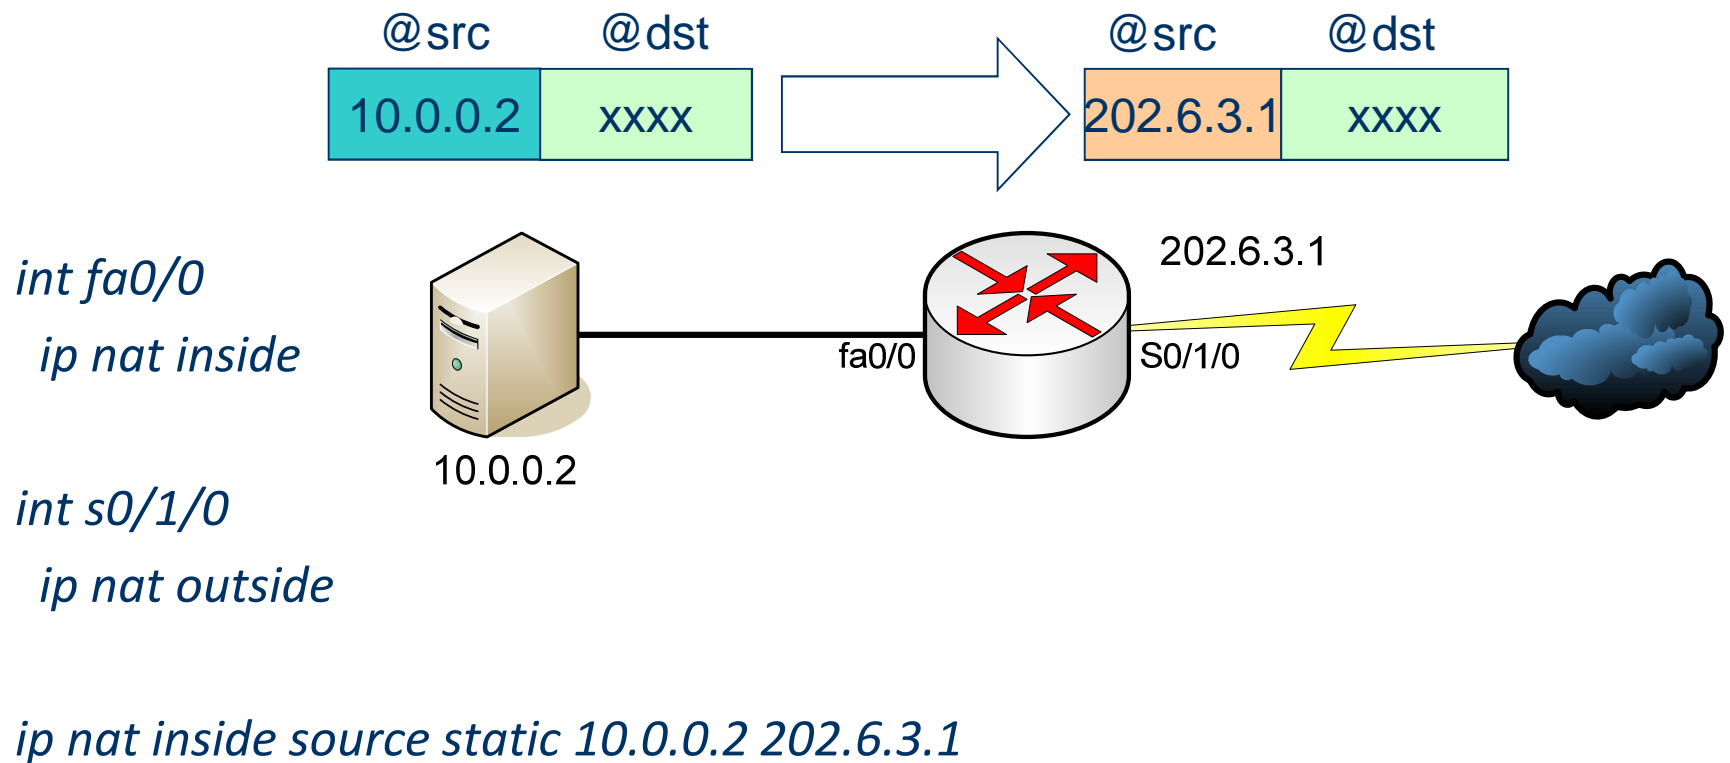 @src @dst @src @dst
10.0.0.2 xxxx 202.6.3.1 xxxx
202.6.3.1
int fa0/0
ip nat inside
fa0/0 S0/1/0
10.0.0.2
int s0/1/0
ip nat outside
ip nat inside source static 10.0.0.2 202.6.3.1